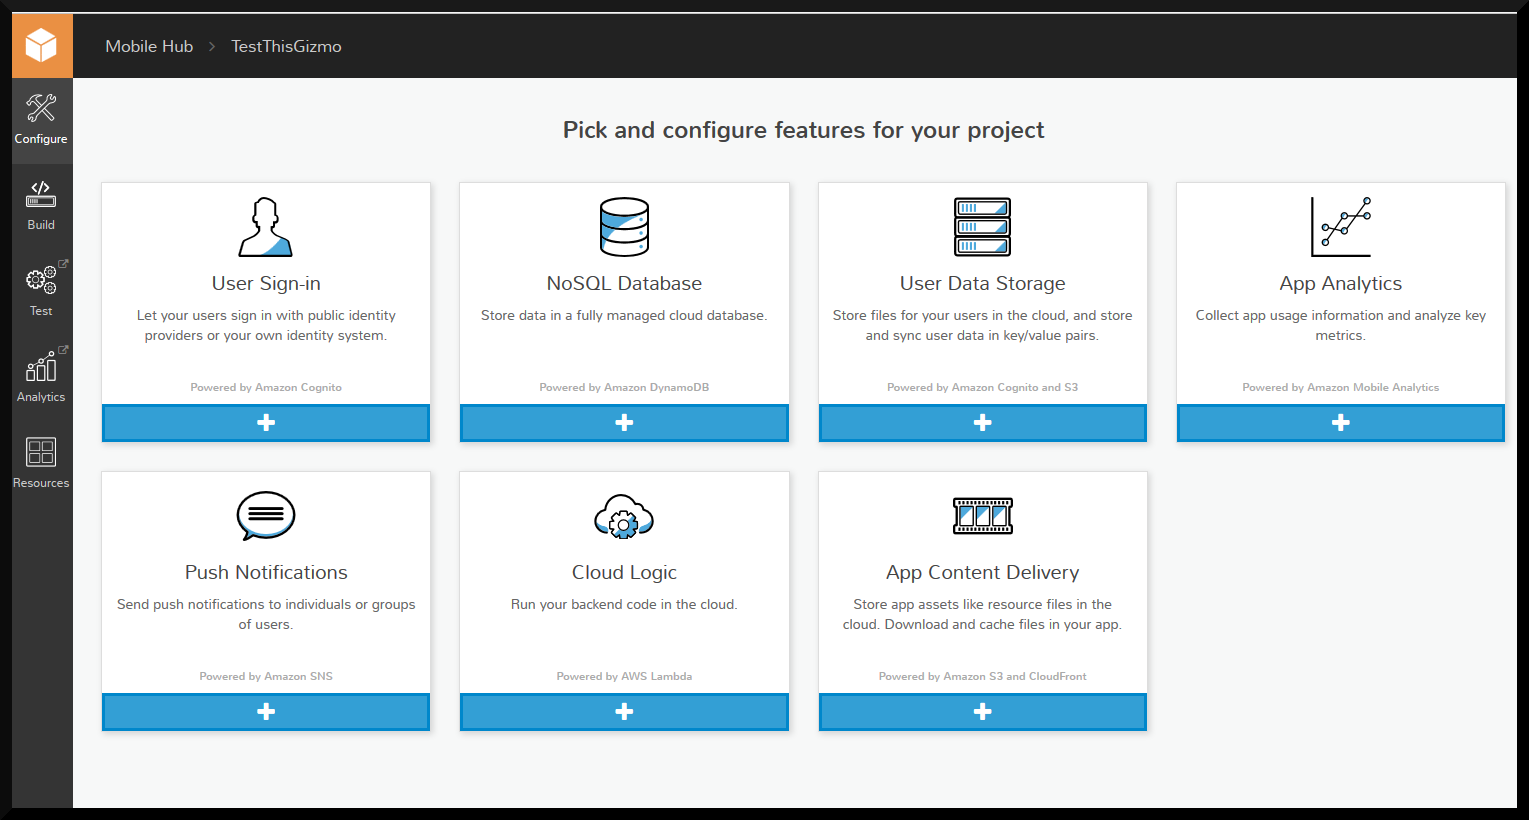 Mobile Hub > TestThisGizmo
Configure
Build
Test
Analytics
Resources
Pick and configure features for your project
User Sign-in
Let your users sign in with public identity
providers or your own identity system.
Powered by Amazon Cognito
NoSQL Database
Store data in a fully managed cloud database.
Powered by Amazon DynamoDB
User Data Storage
Store files for your users in the cloud, and store
and sync user data in key/value pairs.
Powered by Amazon Cognito and S3
App Analytics
Collect app usage information and analyze key
metrics.
Powered by Amazon Mobile Analytics
Push Notifications
Send push notifications to individuals or groups
of users.
Powered by Amazon SNS
Cloud Logic
Run your backend code in the cloud.
Powered by AWS Lambda
App Content Delivery
Store app assets like resource files in the
cloud. Download and cache files in your app.
Powered by Amazon S3 and CloudFront